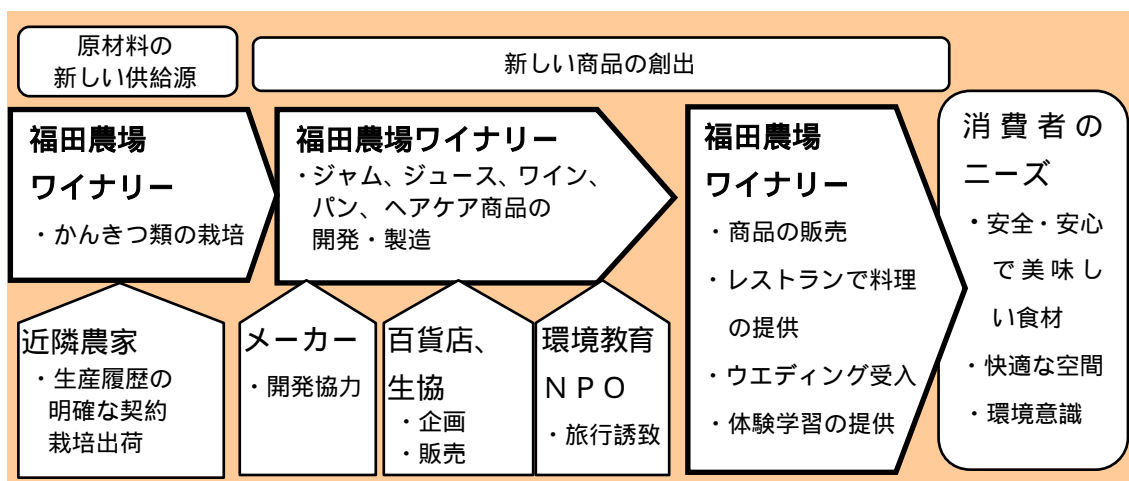 原材料の
新しい供給源
新しい商品の創出
福田農場
ワイナリー
・かんきつ類の栽培
福田農場ワイナリー
・ジャム、ジュース、ワイン、
パン、ヘアケア商品の
開発・製造
福田農場
ワイナリー
・商品の販売
・レストランで料理
の提供
・ウエディング受入
・体験学習の提供
消費者の
ニーズ
・安全・安心
で美味し
い食材
・快適な空間
・環境意識
近隣農家
・生産履歴の
明確な契約
栽培出荷
メーカー
・開発協力
百貨店、
生協
・企画
・販売
環境教育
ＮＰＯ
・旅行誘致